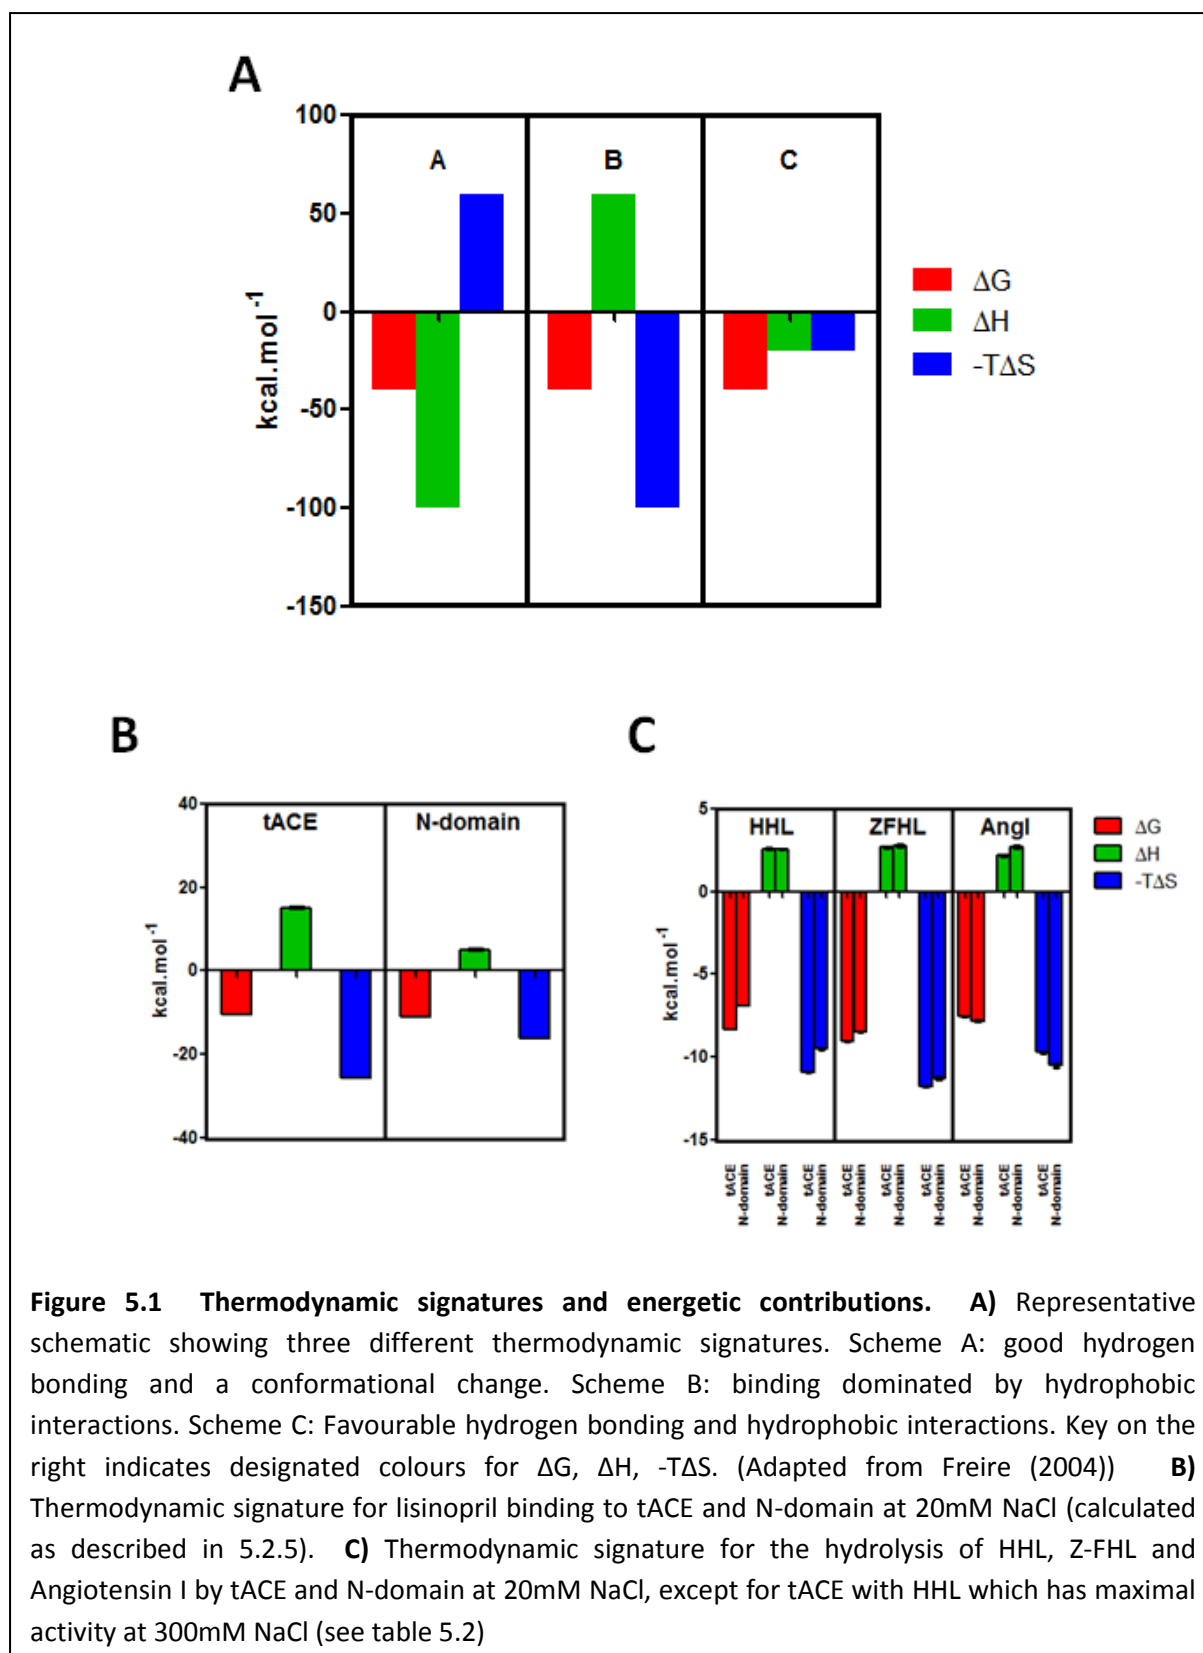 A
100
50
0
-50
-100
-150
kcal.mol-1
A B C
ΔG
ΔH
-TΔS
B
40
20
0
-20
-40
kcal.mol-1
tACE N-domain
C
5
0
-5
-10
-15
kcal.mol-1
HHL ZFHL AngI
ΔG
ΔH
-TΔS
tACE
N-domain
tACE
N-domain
tACE
N-domain
tACE
N-domain
tACE
N-domain
tACE
N-domain
tACE
N-domain
tACE
N-domain
tACE
N-domain
Figure 5.1 Thermodynamic signatures and energetic contributions. A) Representative
schematic showing three different thermodynamic signatures. Scheme A: good hydrogen
bonding and a conformational change. Scheme B: binding dominated by hydrophobic
interactions. Scheme C: Favourable hydrogen bonding and hydrophobic interactions. Key on the
right indicates designated colours for ΔG, ΔH, -TΔS. (Adapted from Freire (2004)) B)
Thermodynamic signature for lisinopril binding to tACE and N-domain at 20mM NaCl (calculated
as described in 5.2.5). C) Thermodynamic signature for the hydrolysis of HHL, Z-FHL and
Angiotensin I by tACE and N-domain at 20mM NaCl, except for tACE with HHL which has maximal
activity at 300mM NaCl (see table 5.2)